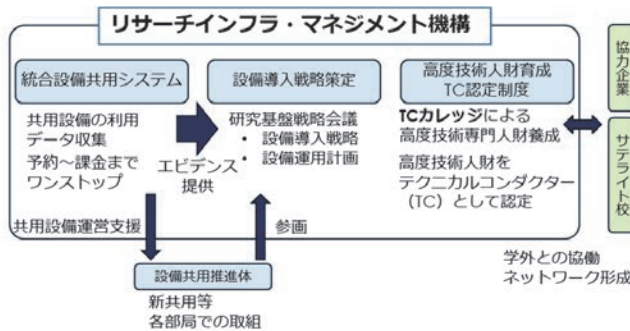 リサーチインフラ・マネジメント機構
統合設備共用システム
共用設備の利用
データ収集
予約～課金まで
ワンストップ
エビデンス
提供
設備導入戦略策定
研究基盤戦略会議
• 設備導入戦略
• 設備運用計画
高度技術人財育成
TC認定制度
TCカレッジによる
高度技術専門人財養成
高度技術人財を
テクニカルコンダクター
（TC）として認定
協力企業
サテライト校
共用設備運営支援
参画
設備共用推進体
新共用等
各部局での取組
学外との協働
ネットワーク形成